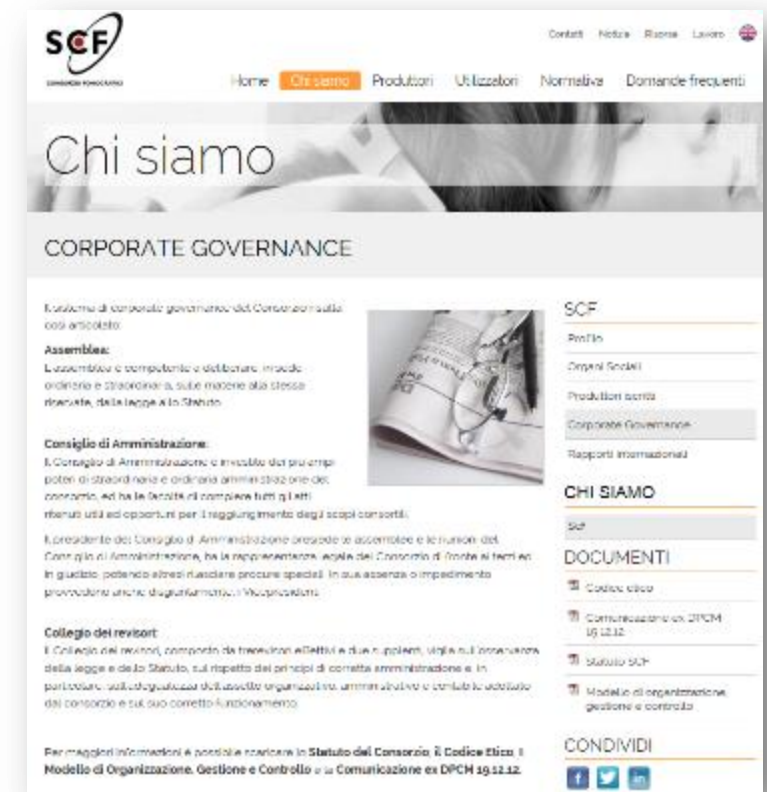 SCF
CONSORZIO FONOGRAFICI
Contatti Notizie Risorse Lavoro
Home Chi siamo Produttori Utilizzatori Normativa Domande frequenti
Chi siamo
CORPORATE GOVERNANCE
Il sistema di corporate governance del Consorzio risulta
così articolato:
Assemblea:
L'assemblea è competente a deliberare, in sede
ordinaria e straordinaria, sulle materie alla stessa
riservate, dalla legge allo Statuto.
Consiglio di Amministrazione:
Il Consiglio di Amministrazione è investito dei più ampi
poteri di straordinaria e ordinaria amministrazione del
consorzio, ed ha la facoltà di compiere tutti gli atti
ritenuti utili ed opportuni per il raggiungimento degli scopi consortili.
Il presidente del Consiglio di Amministrazione presiede le assemblee e le riunioni del
Consiglio di Amministrazione, ha la rappresentanza legale del Consorzio di fronte ai terzi ed
in giudizio, potendo altresì rilasciare procure speciali. In sua assenza o impedimento
provvedono anche disgiuntamente, i Vicepresidenti.
Collegio dei revisori:
Il Collegio dei revisori, composto da tre revisori effettivi e due supplenti, vigila sull'osservanza
della legge e dello Statuto, sul rispetto dei principi di corretta amministrazione e, in
particolare, sull'adeguatezza dell'assetto organizzativo, amministrativo e contabile adottato
dal consorzio e sul suo corretto funzionamento.
Per maggiori informazioni è possibile scaricare lo Statuto del Consorzio, il Codice Etico, il
Modello di Organizzazione, Gestione e Controllo e la Comunicazione ex DPCM 19.12.12.
SCF
Profilo
Organi Sociali
Produttori iscritti
Corporate Governance
Rapporti internazionali
CHI SIAMO
Scf
DOCUMENTI
Codice etico
Comunicazione ex DPCM
19.12.12
Statuto SCF
Modello di organizzazione,
gestione e controllo
CONDIVIDI